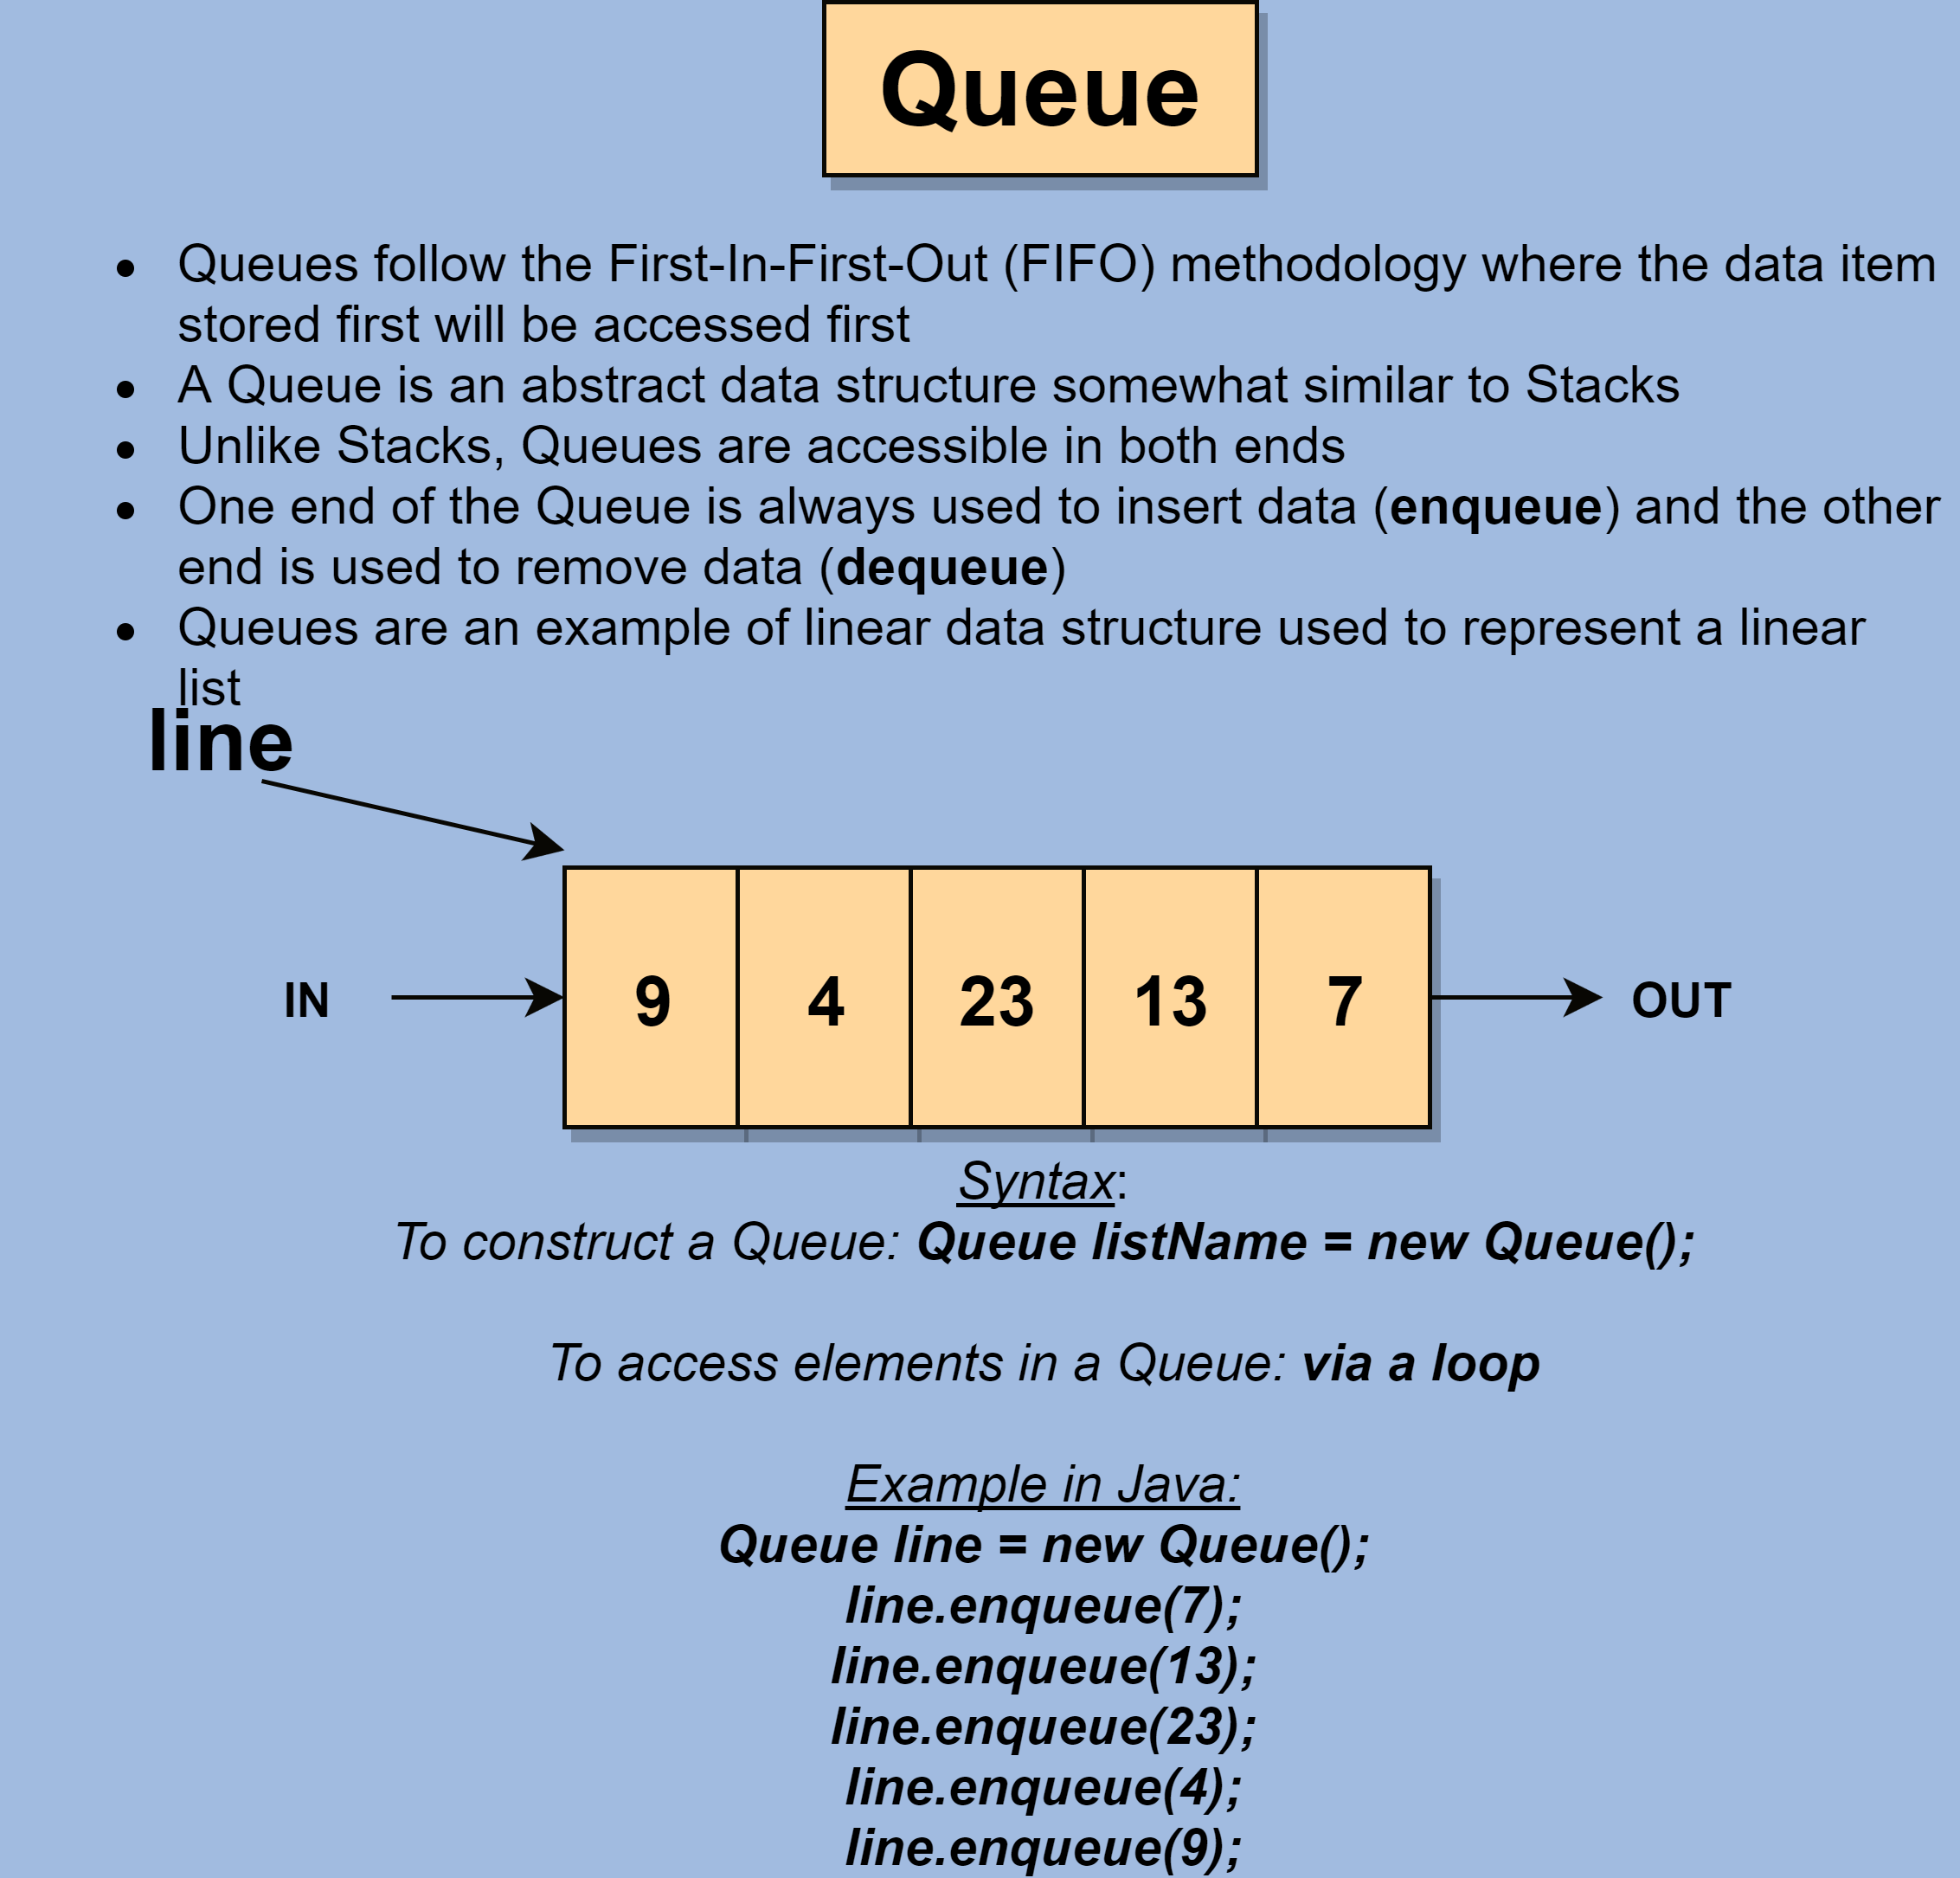 Queue
• Queues follow the First-In-First-Out (FIFO) methodology where the data item
stored first will be accessed first
• A Queue is an abstract data structure somewhat similar to Stacks
• Unlike Stacks, Queues are accessible in both ends
• One end of the Queue is always used to insert data (enqueue) and the other
end is used to remove data (dequeue)
• Queues are an example of linear data structure used to represent a linear
list
line
IN 9 4 23 13 7 OUT
Syntax:
To construct a Queue: Queue listName = new Queue();
To access elements in a Queue: via a loop
Example in Java:
Queue line = new Queue();
line.enqueue(7);
line.enqueue(13);
line.enqueue(23);
line.enqueue(4);
line.enqueue(9);